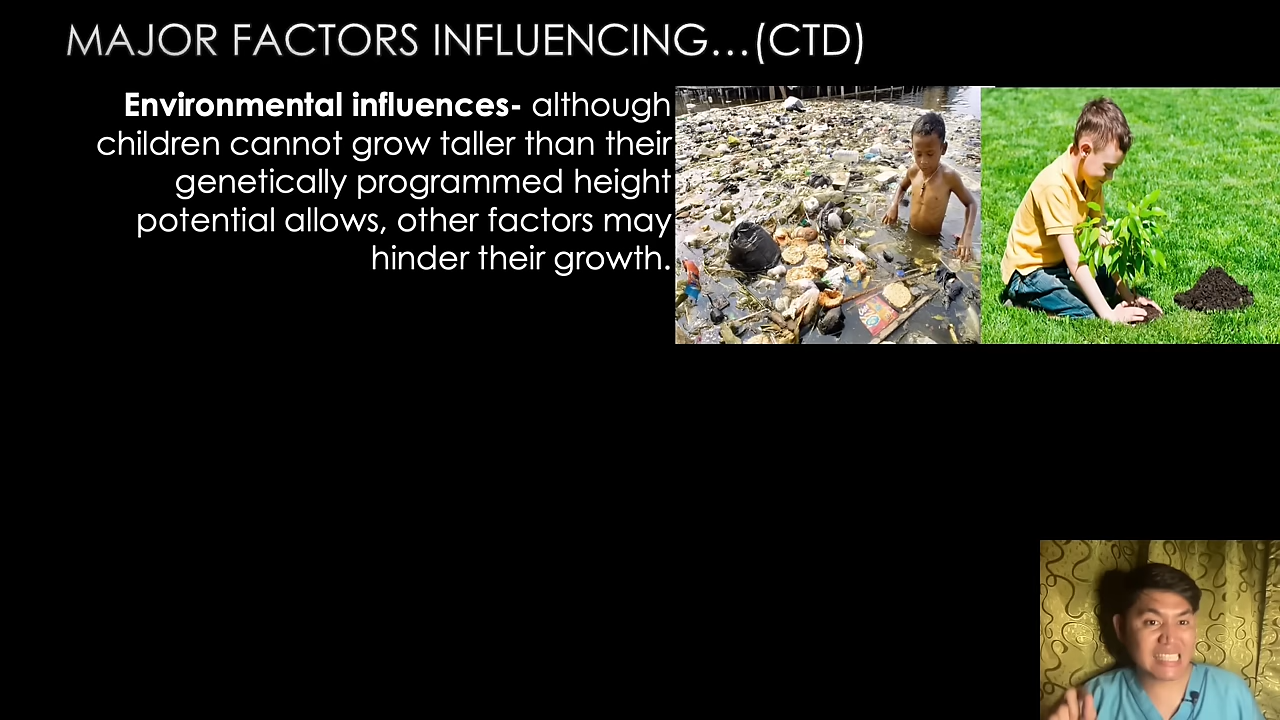 MAJOR FACTORS INFLUENCING...(CTD)
Environmental influences- although
children cannot grow taller than their
genetically programmed height
potential allows, other factors may
hinder their growth.